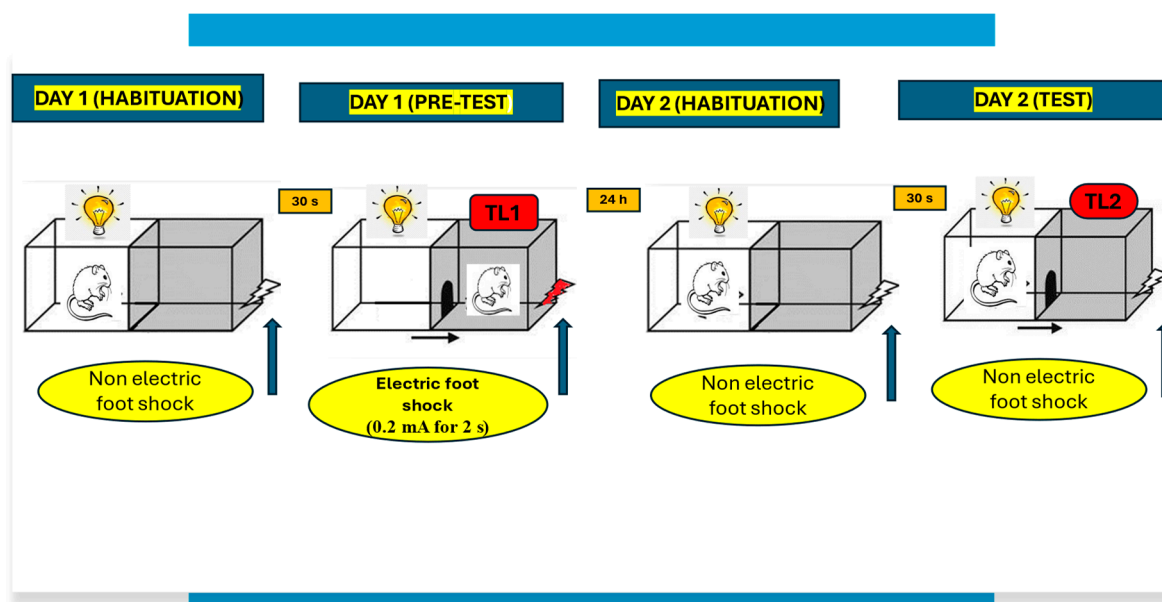 DAY 1 (HABITUATION)
DAY 1 (PRE-TEST)
DAY 2 (HABITUATION)
DAY 2 (TEST)
30 s
TL1
24 h
30 s
TL2
Non electric
foot shock
Electric foot
shock
(0.2 mA for 2 s)
Non electric
foot shock
Non electric
foot shock